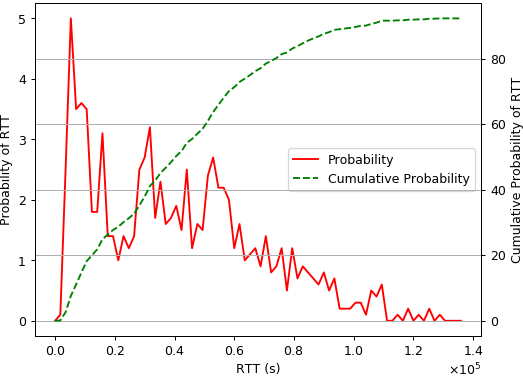 5
4
3
2
1
0
80
60
40
20
0
Probability of RTT
Cumulative Probability of RTT
Probability
Cumulative Probability
0.0 0.2 0.4 0.6 0.8 1.0 1.2 1.4
RTT (s)
×10⁵